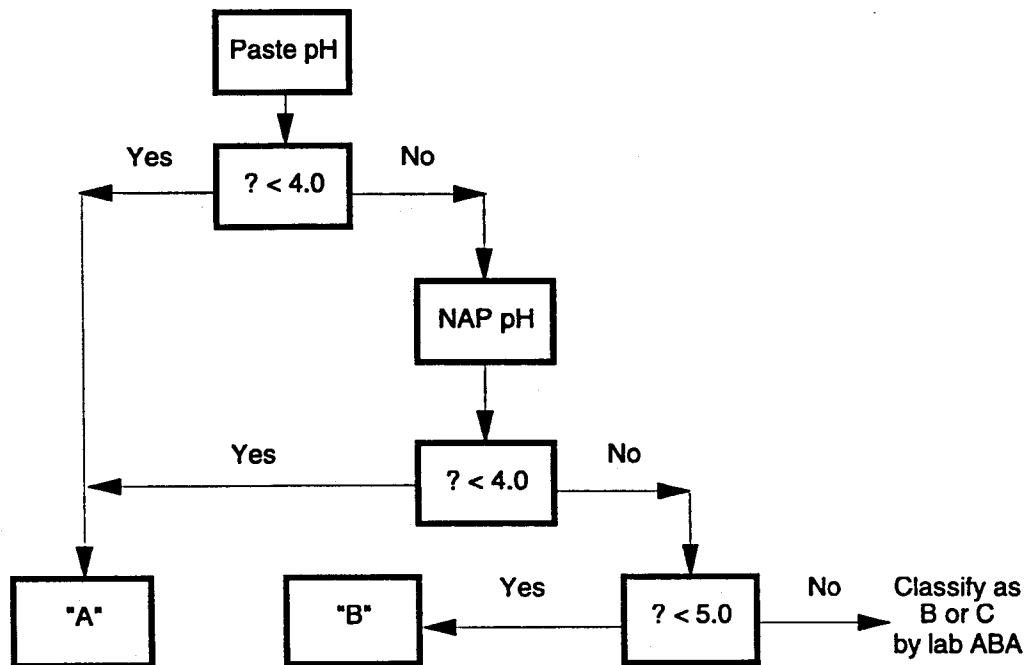 Paste pH
Yes
No
? < 4.0
NAP pH
Yes
No
? < 4.0
"A"
"B"
Yes
? < 5.0
No
Classify as
B or C
by lab ABA